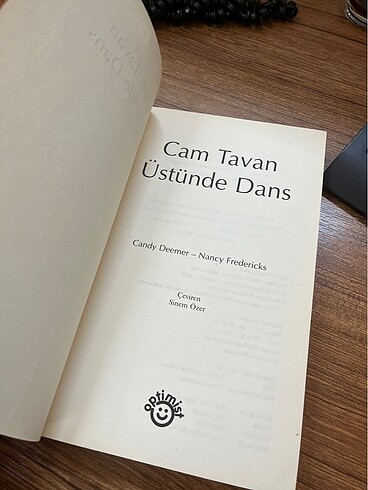 Cam Tavan
Üstünde Dans
Candy Deemer – Nancy Fredericks
Çeviren
Sinem Özer
optimist